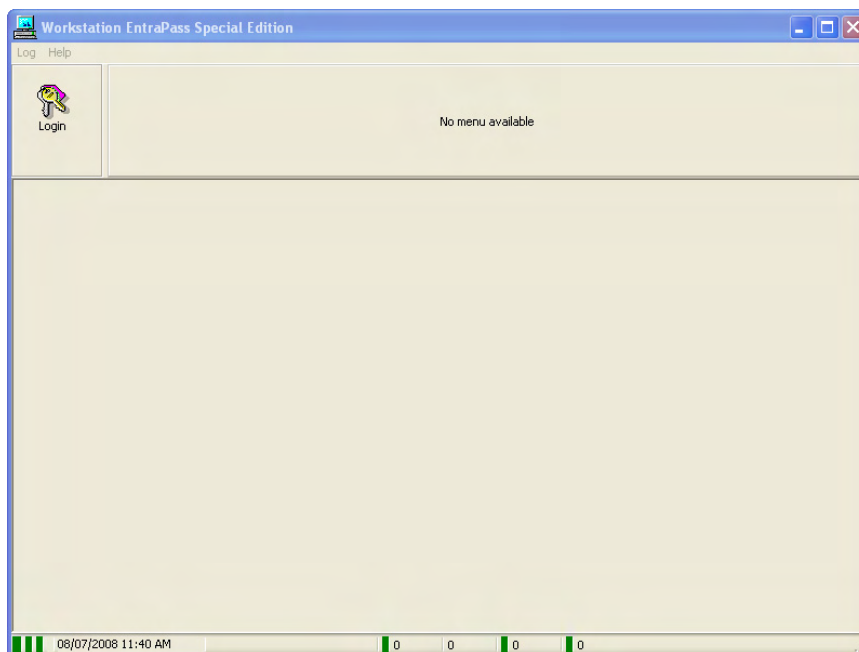 Workstation EntraPass Special Edition
Log Help
Login
No menu available
08/07/2008 11:40 AM 0 0 0 0